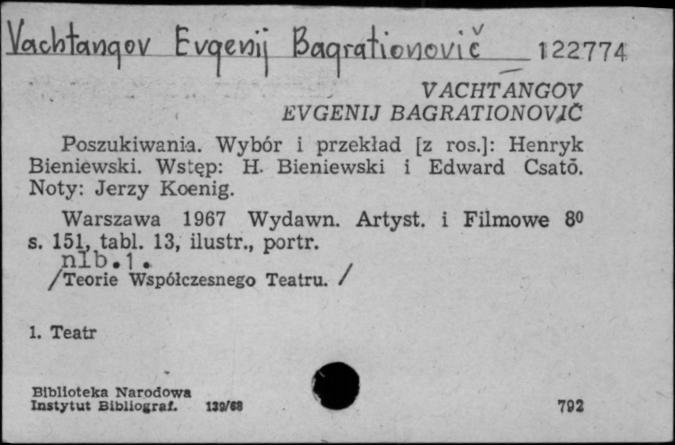 Vachtangov Evgenij Bagrationovič 122774
VACHTANGOV
EVGENIJ BAGRATIONOVIČ
Poszukiwania. Wybór i przekład [z ros.]: Henryk
Bieniewski. Wstęp: H. Bieniewski i Edward Csató.
Noty: Jerzy Koenig.
Warszawa 1967 Wydawn. Artyst. i Filmowe 8⁰
s. 151, tabl. 13, ilustr., portr.
nlb.1.
/Teorie Współczesnego Teatru. /
1. Teatr
Biblioteka Narodowa
Instytut Bibliograf. 139/68 792